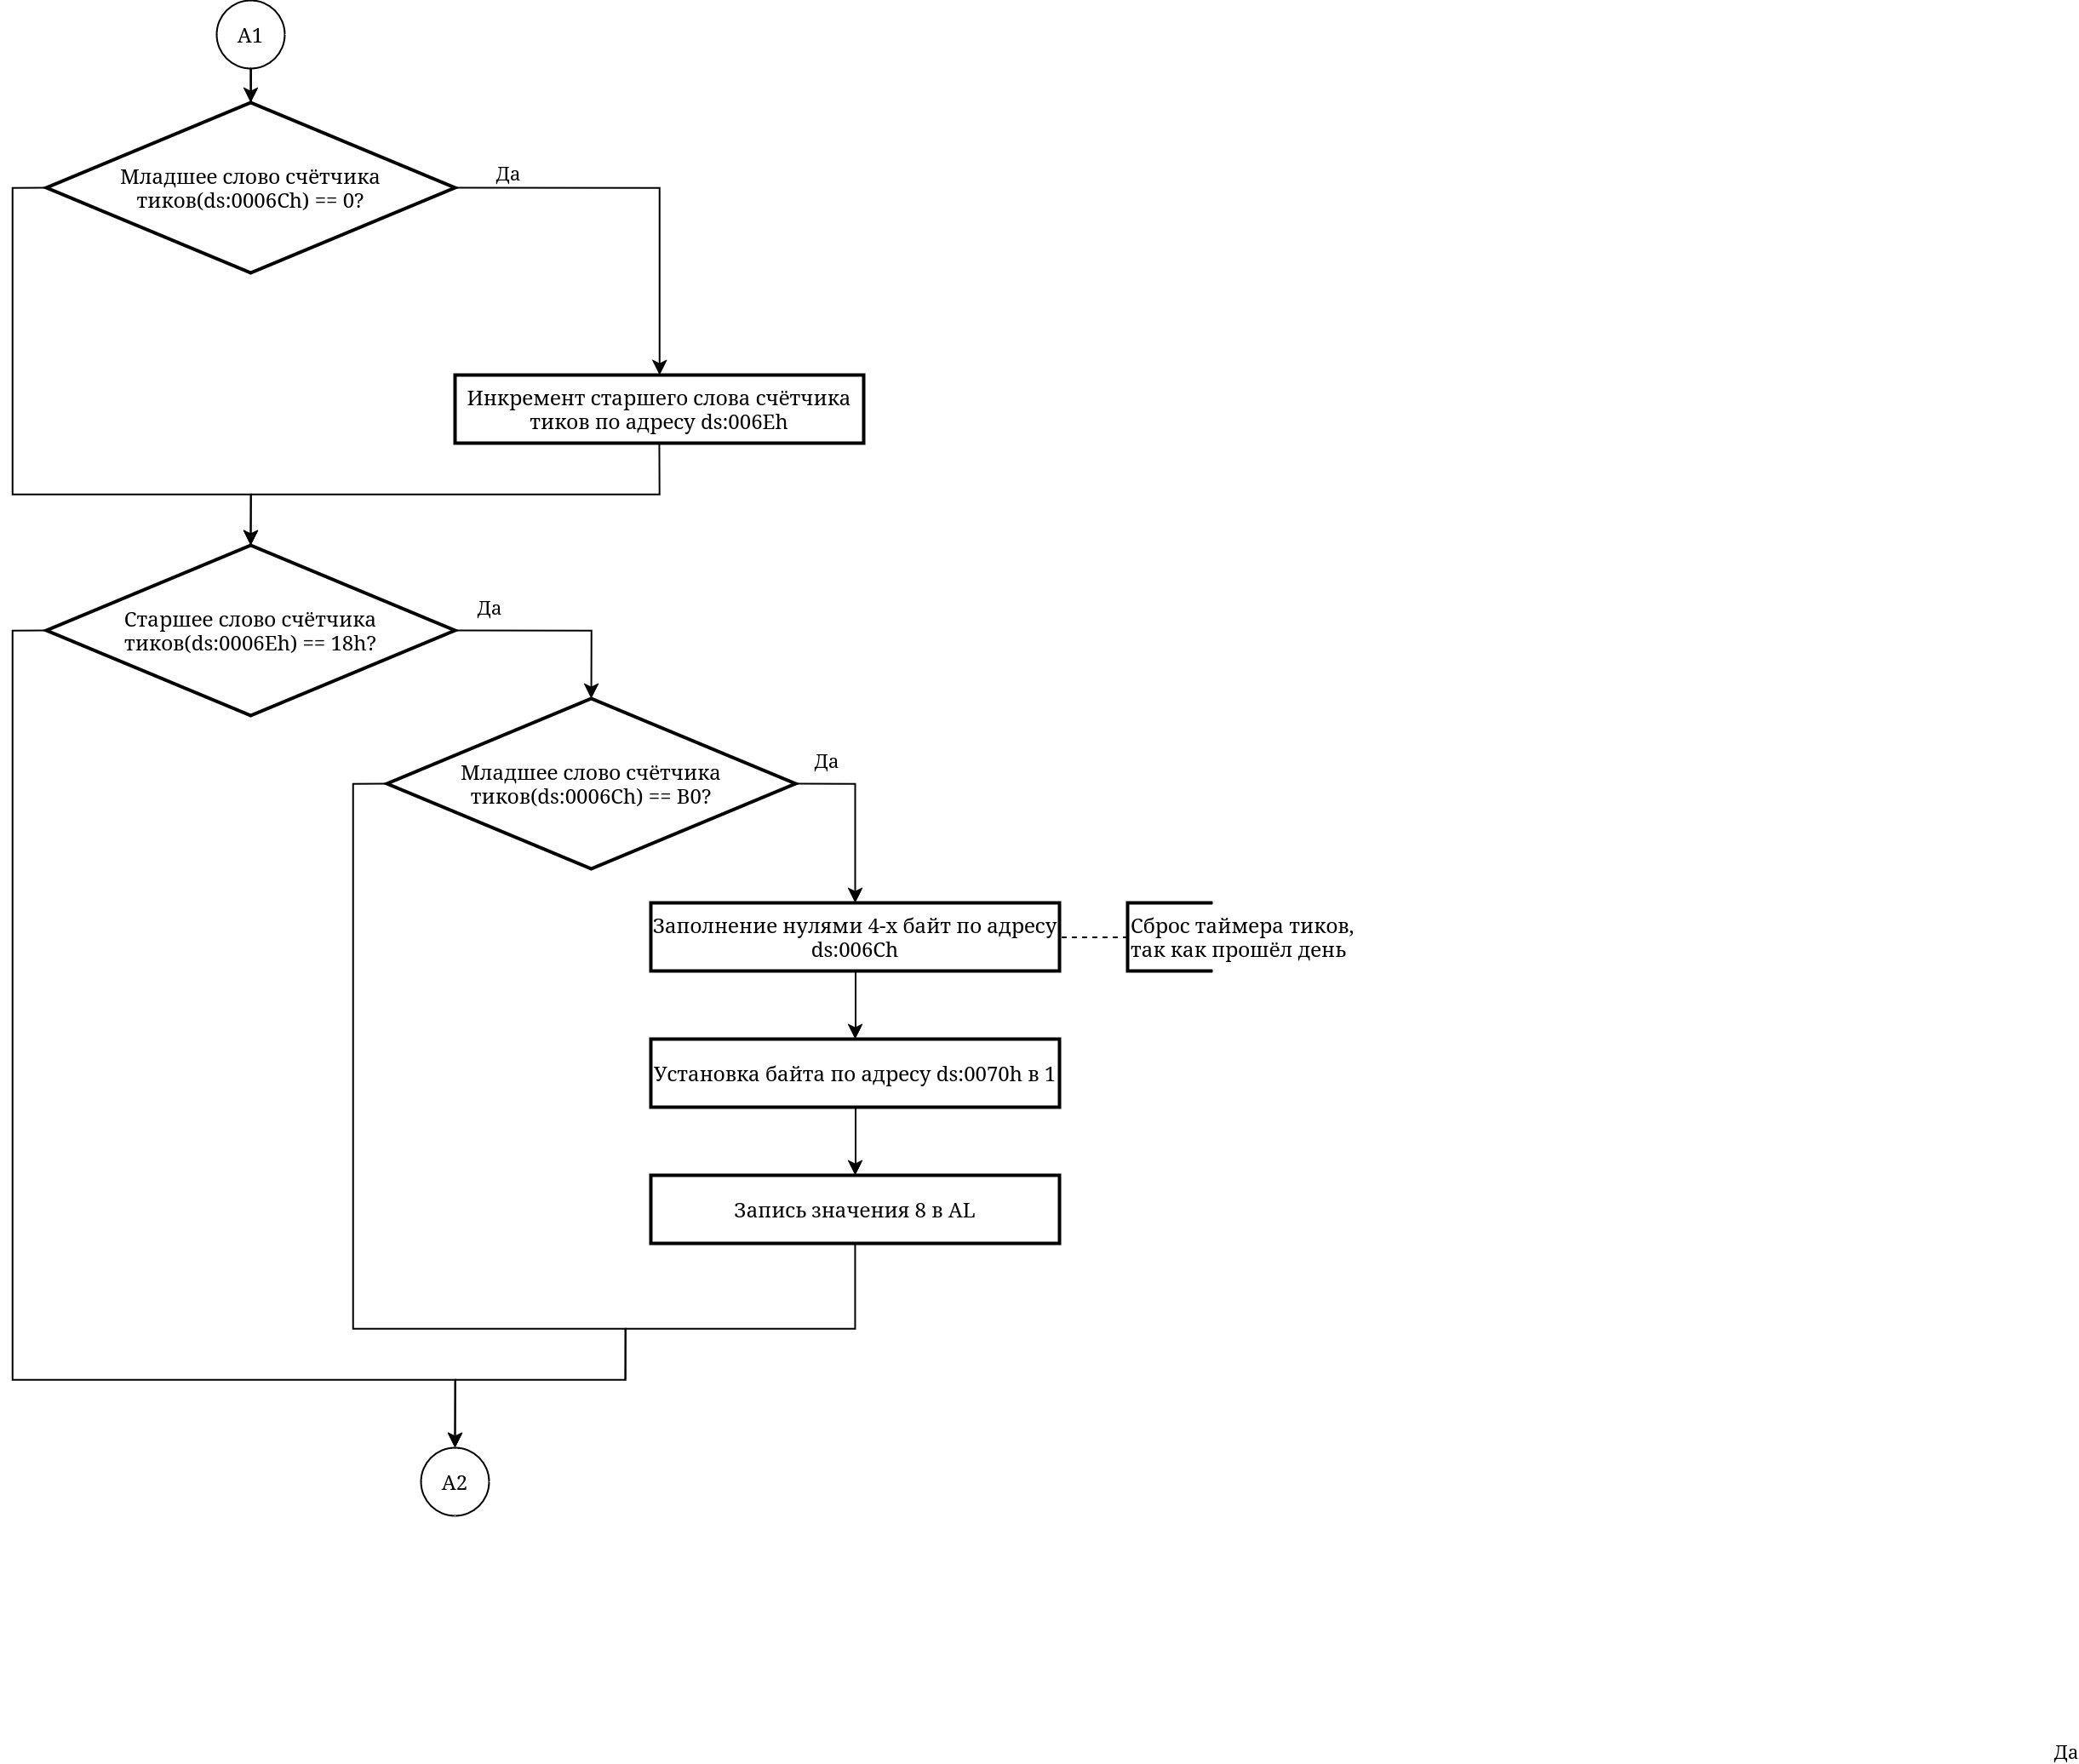 A1
Младшее слово счётчика
тиков(ds:0006Ch) == 0?
Да
Инкремент старшего слова счётчика
тиков по адресу ds:006Eh
Старшее слово счётчика
тиков(ds:0006Eh) == 18h?
Да
Младшее слово счётчика
тиков(ds:0006Ch) == B0?
Да
Заполнение нулями 4-х байт по адресу
ds:006Ch
Сброс таймера тиков,
так как прошёл день
Установка байта по адресу ds:0070h в 1
Запись значения 8 в AL
A2
Да